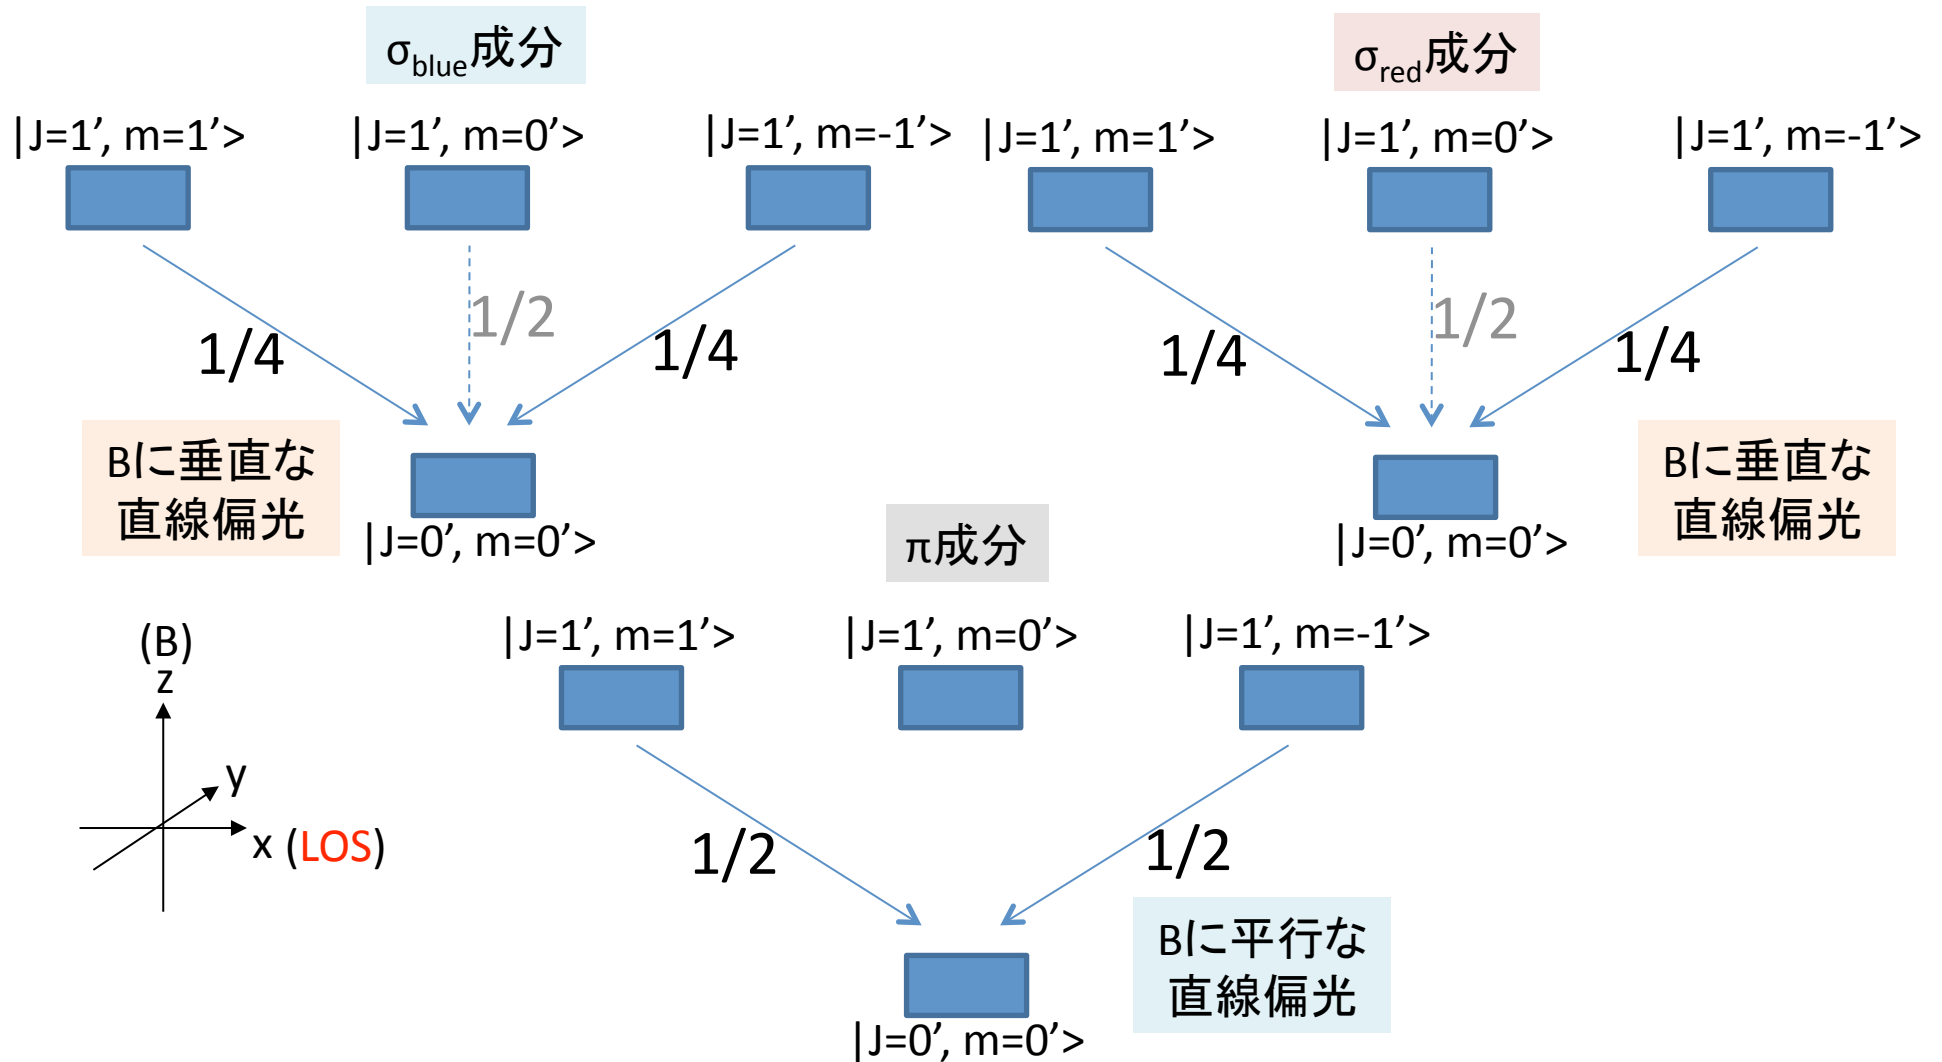 σblue成分
σred成分
|J=1’, m=1’>
|J=1’, m=0’>
|J=1’, m=-1’>
|J=1’, m=1’>
|J=1’, m=0’>
|J=1’, m=-1’>
1/4
1/2
1/4
1/4
1/2
1/4
Bに垂直な
直線偏光
|J=0’, m=0’>
Bに垂直な
直線偏光
|J=0’, m=0’>
π成分
|J=1’, m=1’>
|J=1’, m=0’>
|J=1’, m=-1’>
(B)
z
y
x (LOS)
1/2
1/2
Bに平行な
直線偏光
|J=0’, m=0’>